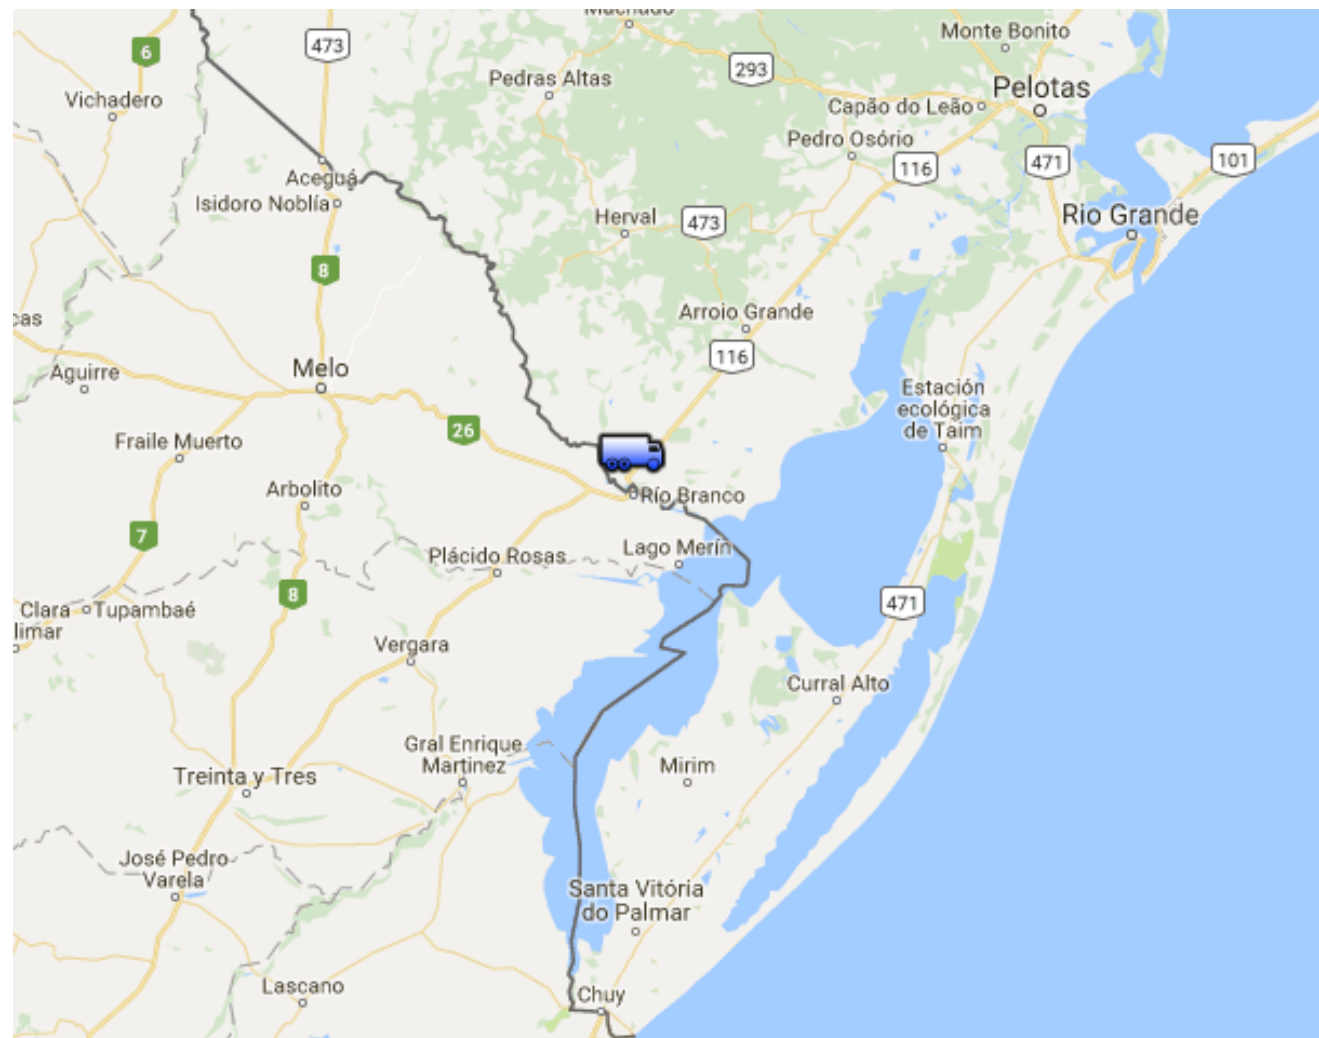 Machado
6
473
Monte Bonito
293
Pedras Altas
Pelotas
Vichadero
Capão do Leão
Pedro Osório
101
116
471
Aceguá
Isidoro Noblía
Herval
473
Rio Grande
8
Arroio Grande
cas
116
Melo
Aguirre
Estación
ecológica
de Taim
26
Fraile Muerto
Arbolito
Río Branco
7
Plácido Rosas
Lago Merín
8
471
Clara
limar
Tupambaé
Vergara
Curral Alto
Gral Enrique
Martinez
Treinta y Tres
Mirim
José Pedro
Varela
Santa Vitória
do Palmar
Lascano
Chuy